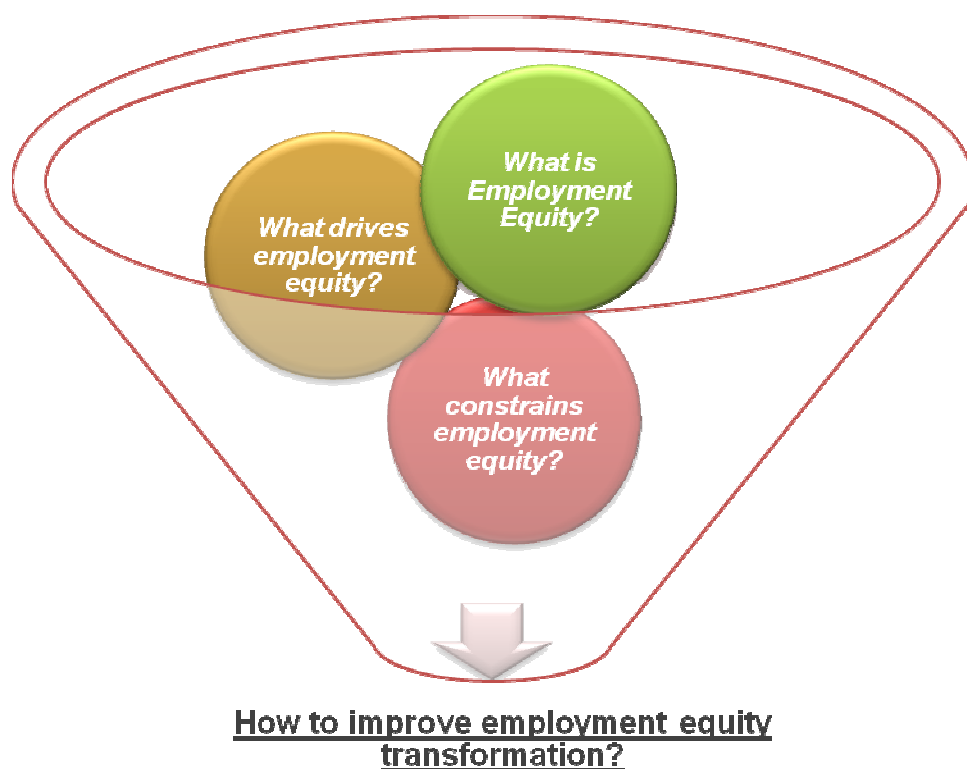 What is
Employment
Equity?
What drives
employment
equity?
What
constrains
employment
equity?
How to improve employment equity
transformation?